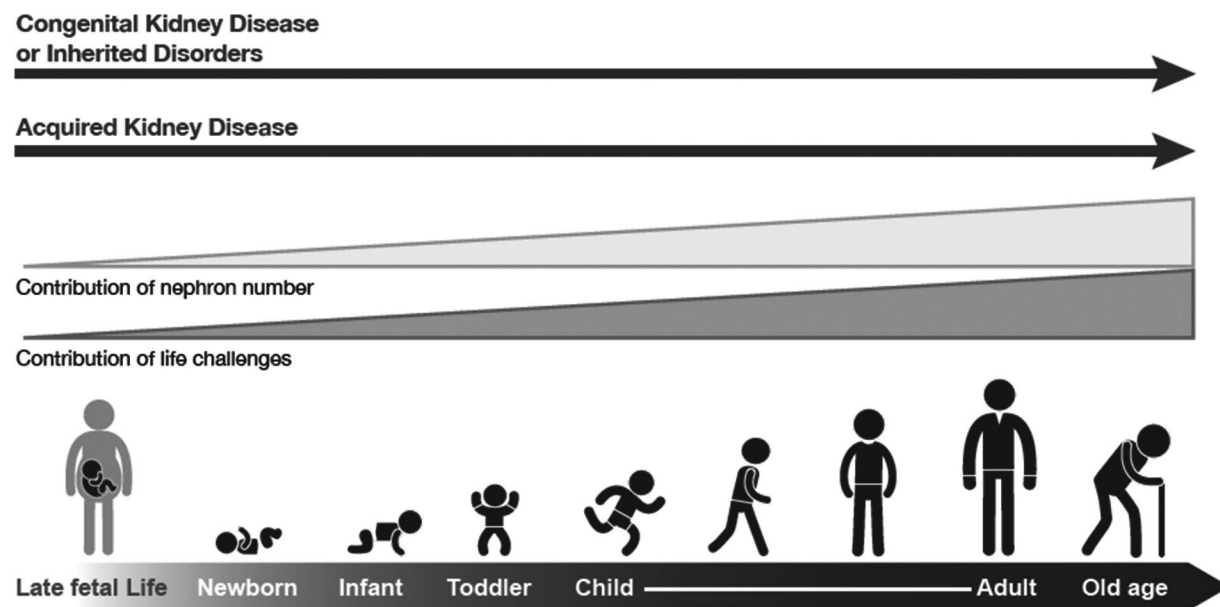 Congenital Kidney Disease
or Inherited Disorders
Acquired Kidney Disease
Contribution of nephron number
Contribution of life challenges
Late fetal Life Newborn Infant Toddler Child Adult Old age